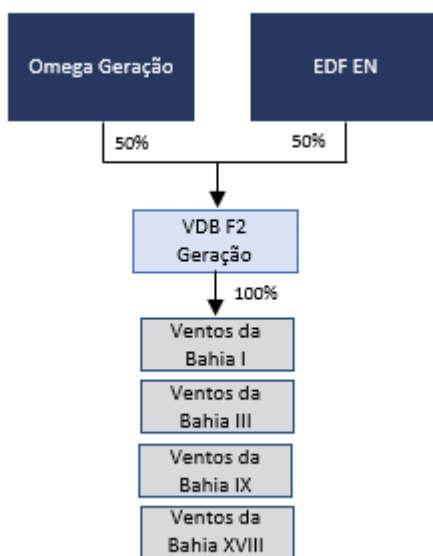 Omega Geração
EDF EN
50%
50%
VDB F2
Geração
100%
Ventos da
Bahia I
Ventos da
Bahia III
Ventos da
Bahia IX
Ventos da
Bahia XVIII